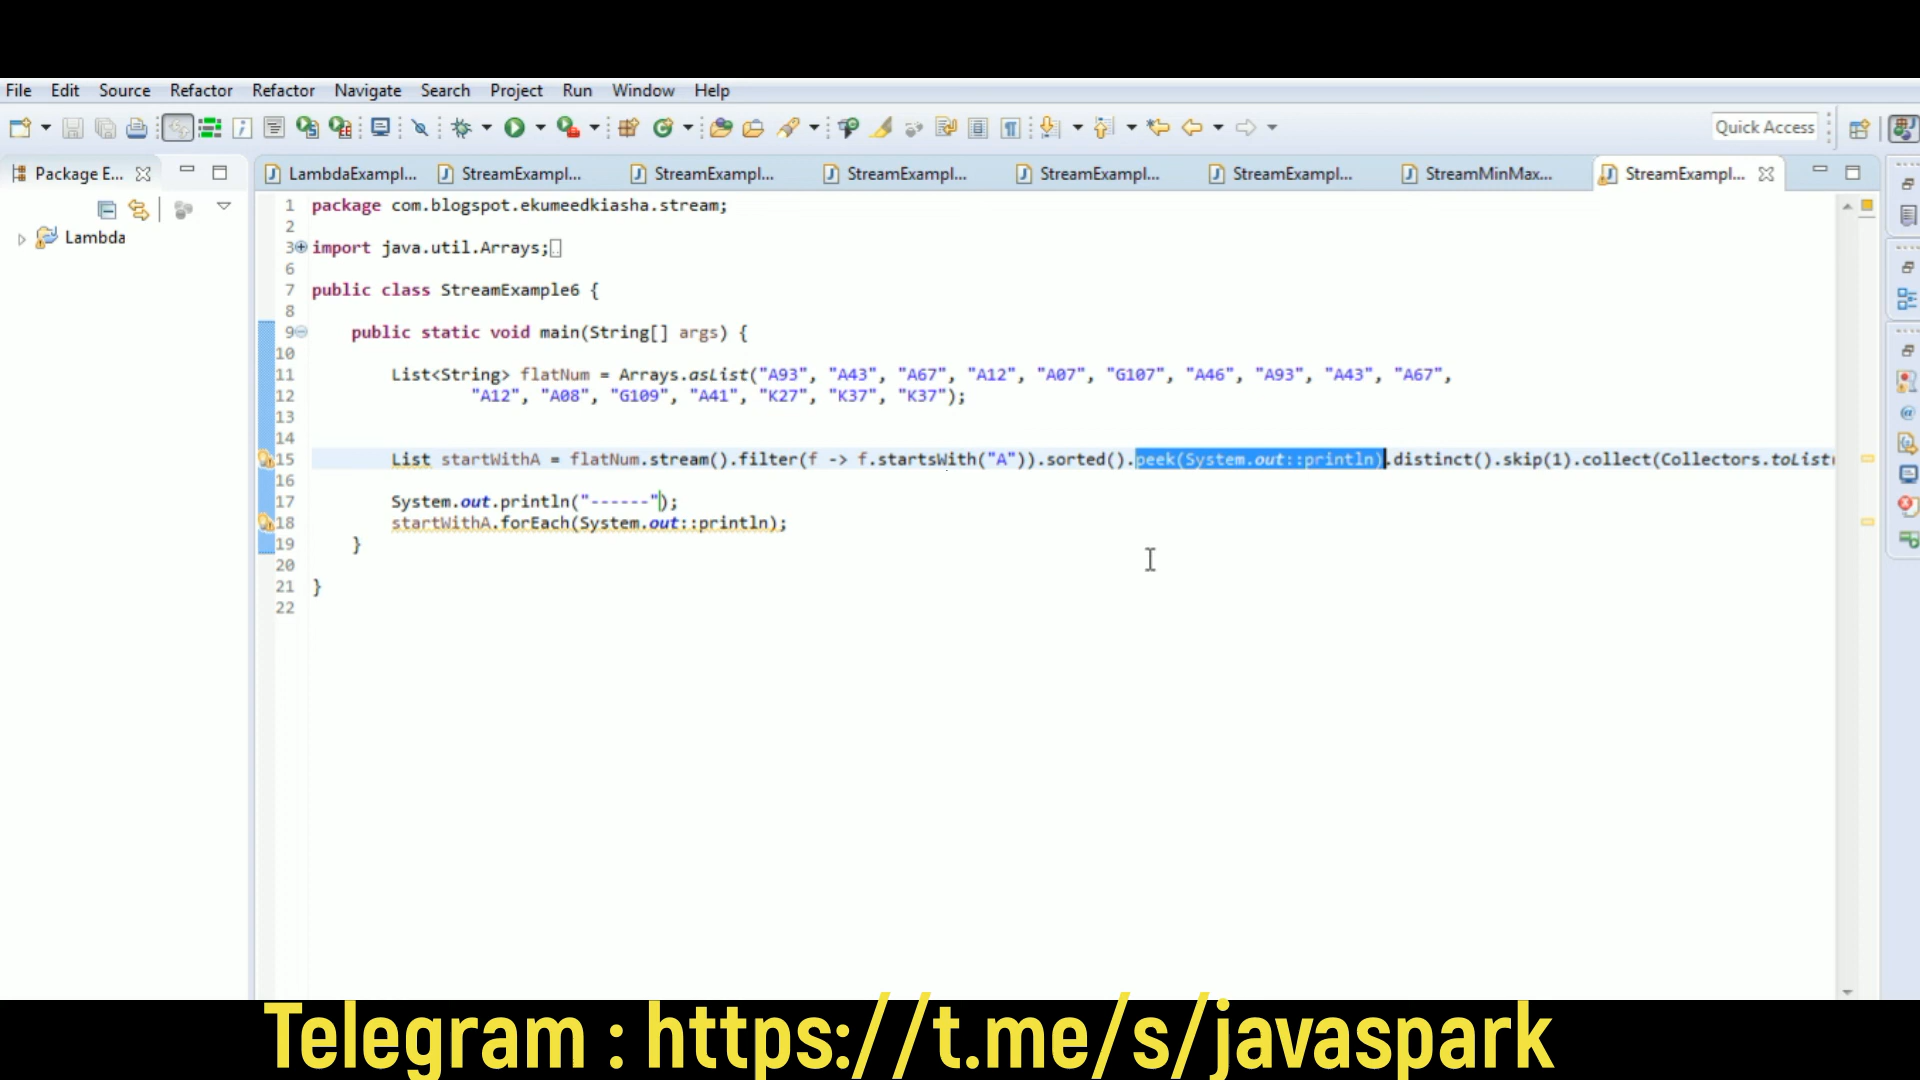 File Edit Source Refactor Refactor Navigate Search Project Run Window Help
Quick Access
Package E...
LambdaExampl... StreamExampl... StreamExampl... StreamExampl... StreamExampl... StreamExampl... StreamMinMax... StreamExampl...
Lambda
1 package com.blogspot.ekumeedkiasha.stream;
2
3 import java.util.Arrays;
6
7 public class StreamExample6 {
8
9 public static void main(String[] args) {
10
11 List<String> flatNum = Arrays.asList("A93", "A43", "A67", "A12", "A07", "G107", "A46", "A93", "A43", "A67",
12 "A12", "A08", "G109", "A41", "K27", "K37", "K37");
13
14
15 List startWithA = flatNum.stream().filter(f -> f.startsWith("A")).sorted().peek(System.out::println).distinct().skip(1).collect(Collectors.toList(
16
17 System.out.println("------");
18 startWithA.forEach(System.out::println);
19 }
20
21 }
22
Telegram : https://t.me/s/javaspark